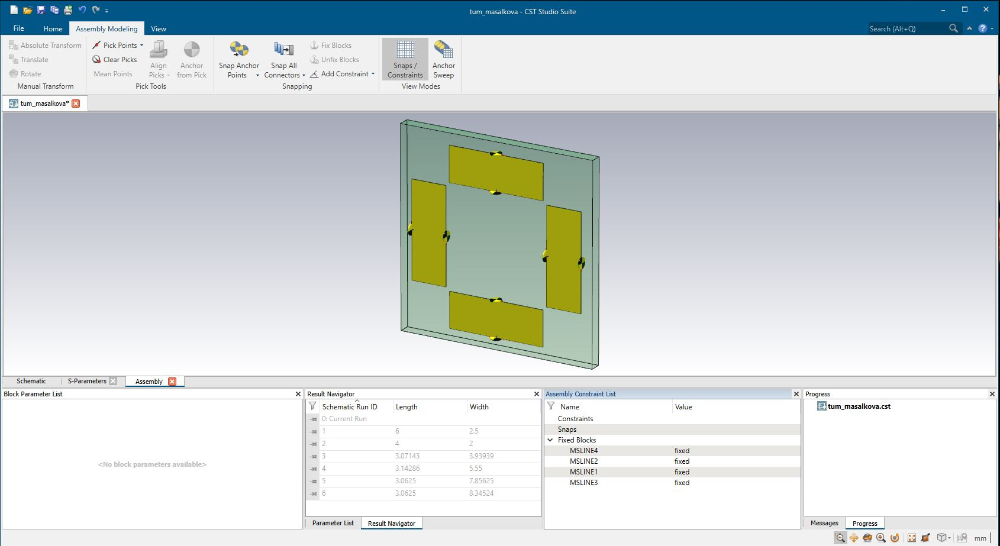 tum_masalkova - CST Studio Suite
File Home Assembly Modeling View Search (Alt+Q)
Absolute Transform
Translate
Rotate
Manual Transform
Pick Points
Clear Picks
Mean Points
Align Picks
Anchor from Pick
Pick Tools
Snap Anchor Points
Snap All Connectors
Fix Blocks
Unfix Blocks
Add Constraint
Snapping
Snaps / Constraints
Anchor Sweep
View Modes
tum_masalkova*
Schematic S-Parameters Assembly
Block Parameter List
<No block parameters available>
Result Navigator
Schematic Run ID Length Width
0: Current Run
1 6 2.5
2 4 2
3 3.07143 3.93939
4 3.14286 5.55
5 3.0625 7.85625
6 3.0625 8.34524
Parameter List Result Navigator
Assembly Constraint List
Name Value
Constraints
Snaps
Fixed Blocks
MSLINE4 fixed
MSLINE2 fixed
MSLINE1 fixed
MSLINE3 fixed
Progress
tum_masalkova.cst
Messages Progress
mm